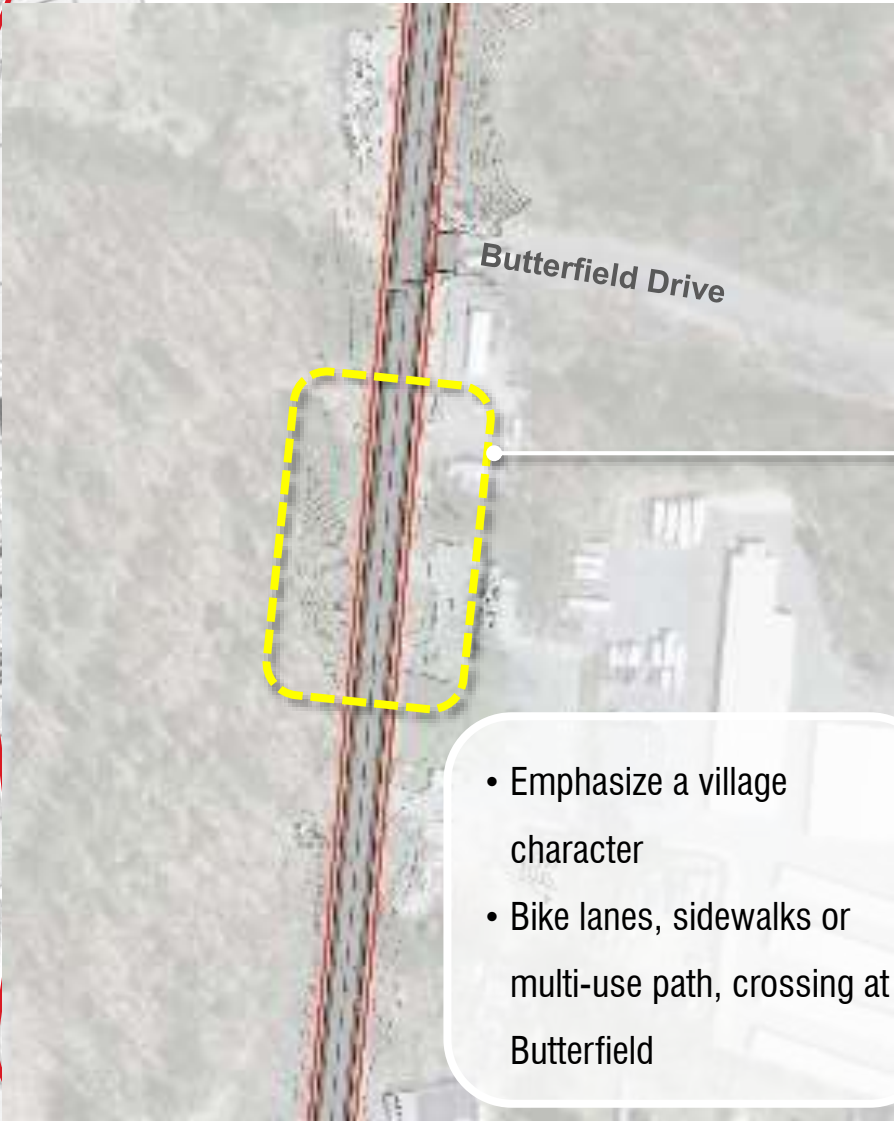 Butterfield Drive
• Emphasize a village
character
• Bike lanes, sidewalks or
multi-use path, crossing at
Butterfield